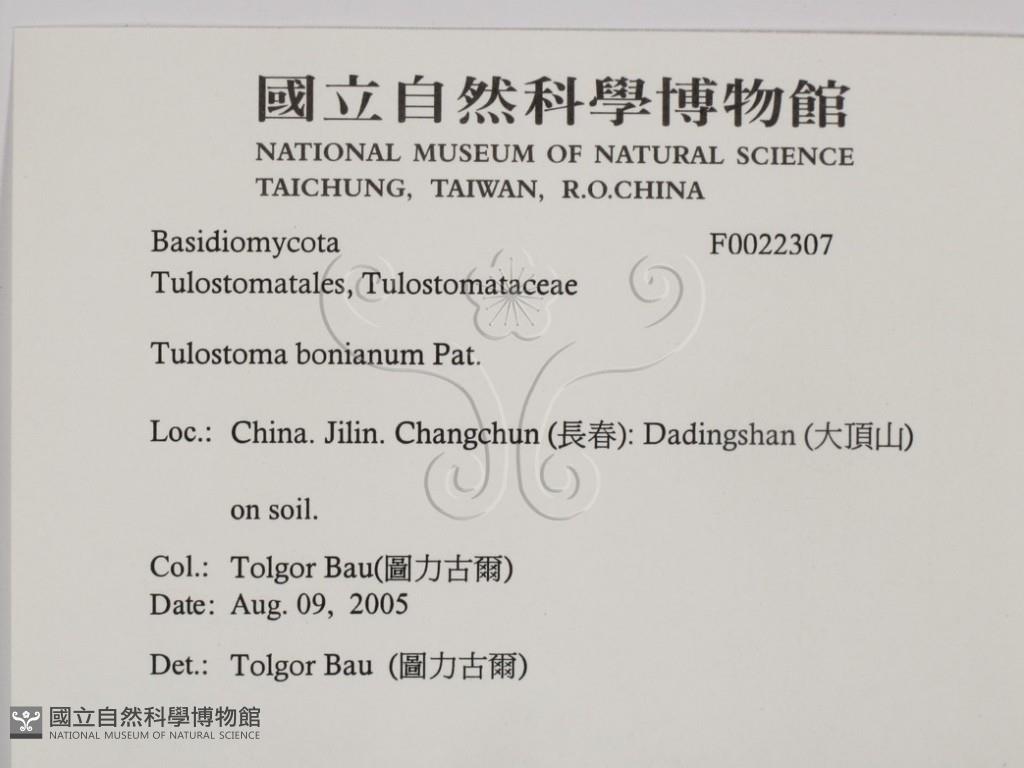 國立自然科學博物館
NATIONAL MUSEUM OF NATURAL SCIENCE
TAICHUNG, TAIWAN, R.O.CHINA
Basidiomycota F0022307
Tulostomatales, Tulostomataceae
Tulostoma bonianum Pat.
Loc.: China. Jilin. Changchun (長春): Dadingshan (大頂山)
on soil.
Col.: Tolgor Bau(圖力古爾)
Date: Aug. 09, 2005
Det.: Tolgor Bau (圖力古爾)
國立自然科學博物館
NATIONAL MUSEUM OF NATURAL SCIENCE